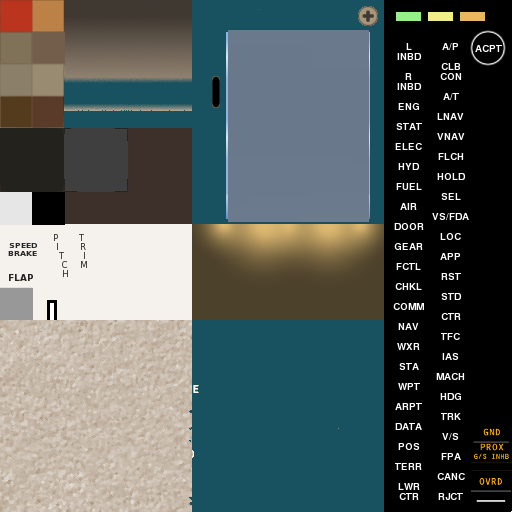 SPEED
BRAKE
FLAP
PITCH
TRIM
E
L
INBD
R
INBD
ENG
STAT
ELEC
HYD
FUEL
AIR
DOOR
GEAR
FCTL
CHKL
COMM
NAV
WXR
STA
WPT
ARPT
DATA
POS
TERR
LWR
CTR
A/P
CLB
CON
A/T
LNAV
VNAV
FLCH
HOLD
SEL
VS/FDA
LOC
APP
RST
STD
CTR
TFC
IAS
MACH
HDG
TRK
V/S
FPA
CANC
RJCT
ACPT
GND
PROX
G/S INHB
OVRD